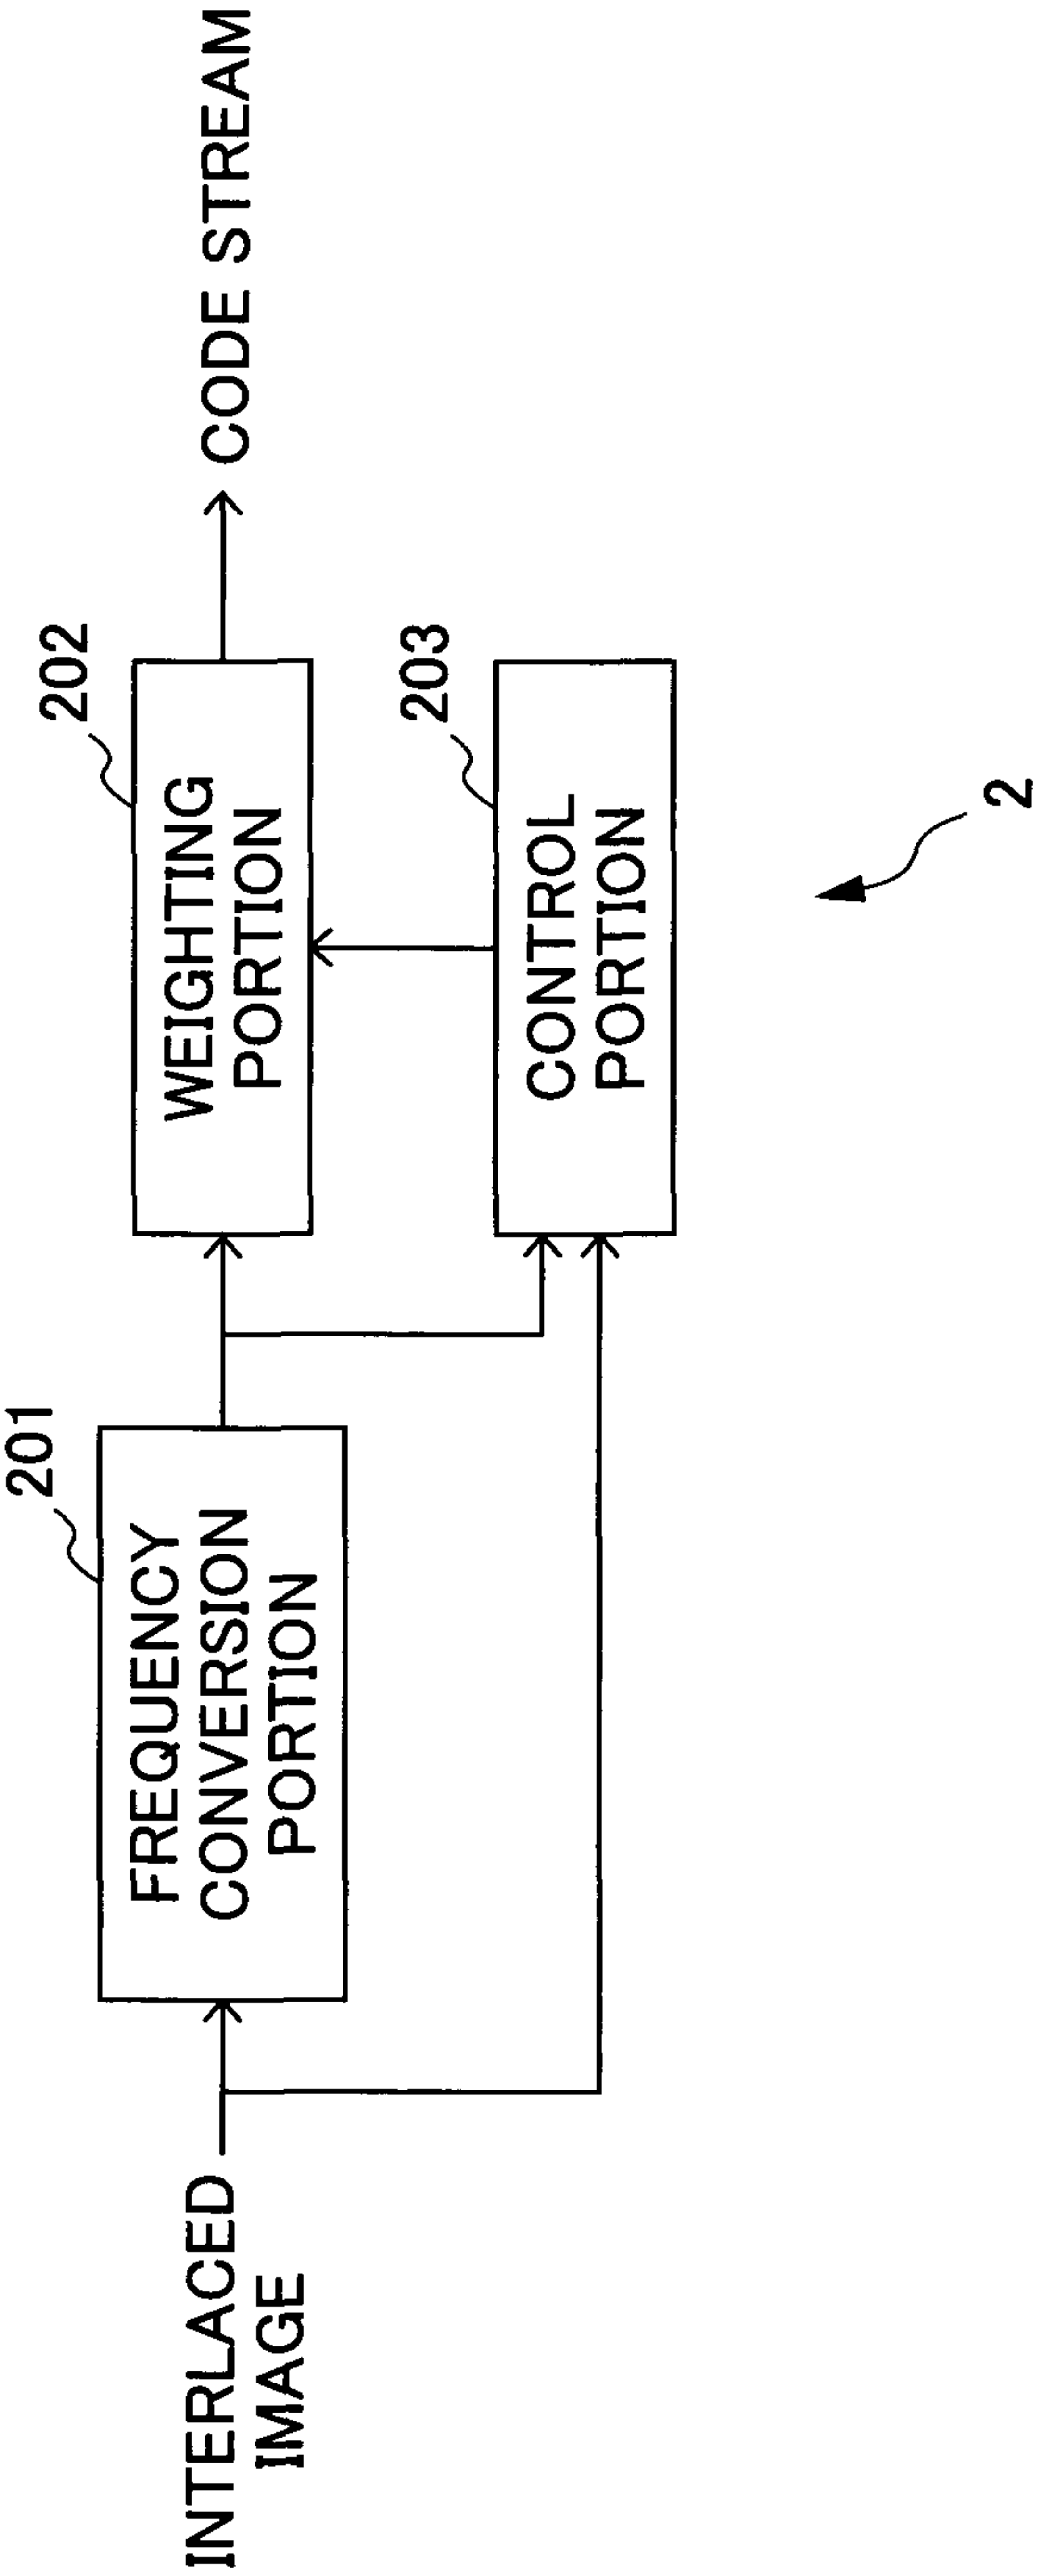 INTERLACED
IMAGE
201
FREQUENCY
CONVERSION
PORTION
202
WEIGHTING
PORTION
203
CONTROL
PORTION
CODE STREAM
2